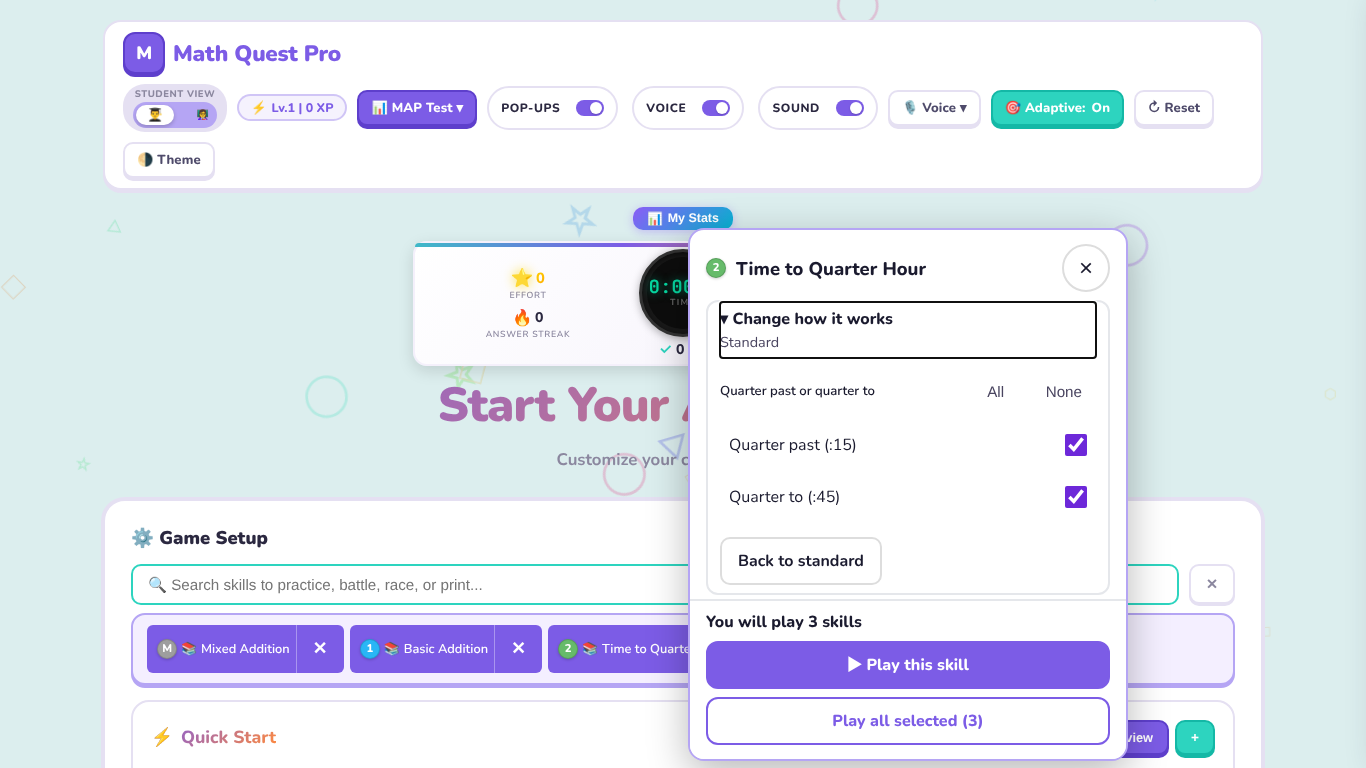 M Math Quest Pro
STUDENT VIEW
⚡ Lv.1 | 0 XP
📊 MAP Test ▾
POP-UPS
VOICE
SOUND
🎙️ Voice ▾
🎯 Adaptive: On
↻ Reset
🌗 Theme
📊 My Stats
⭐ 0
EFFORT
🔥 0
ANSWER STREAK
✓ 0
Start Your
Customize your
2 Time to Quarter Hour
✕
▾ Change how it works
Standard
Quarter past or quarter to
All
None
Quarter past (:15)
Quarter to (:45)
Back to standard
You will play 3 skills
▶ Play this skill
Play all selected (3)
⚙️ Game Setup
🔍 Search skills to practice, battle, race, or print...
✕
M 📚 Mixed Addition ✕
1 📚 Basic Addition ✕
2 📚 Time to Quarte
⚡ Quick Start
view
+